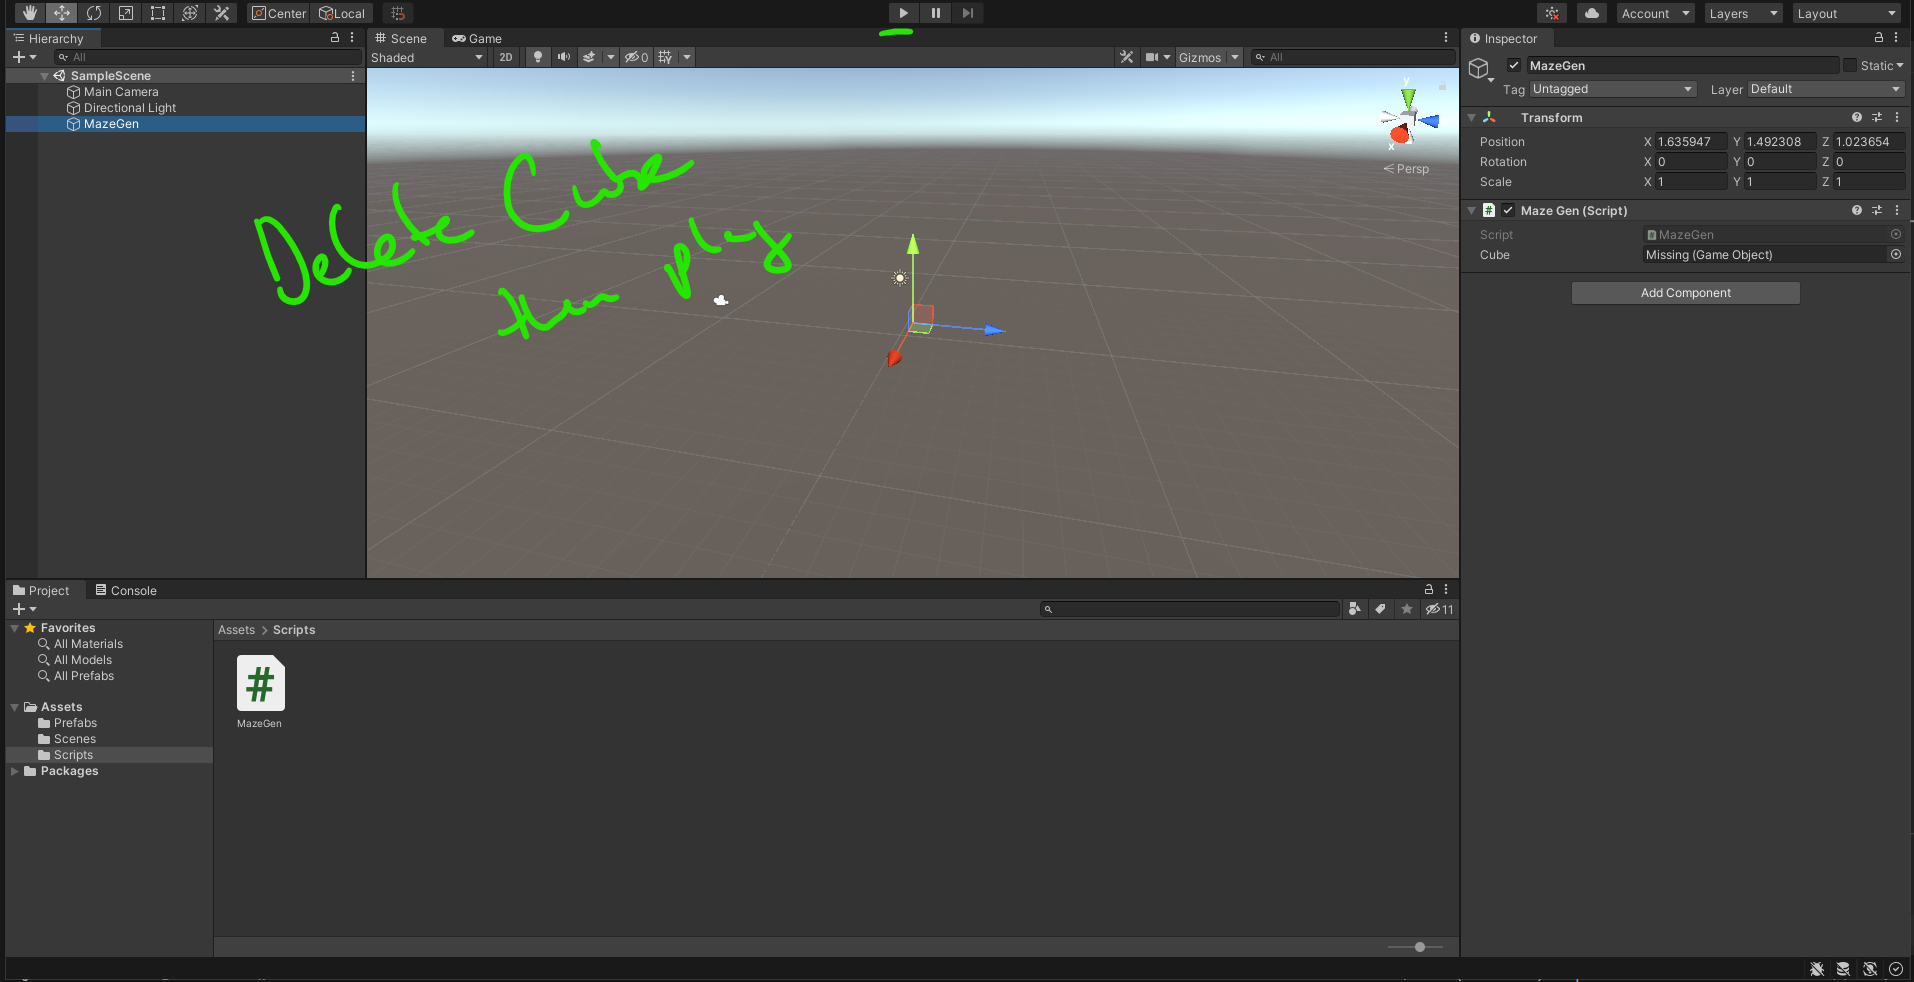 Center
Local
Account
Layers
Layout
Hierarchy
All
SampleScene
Main Camera
Directional Light
MazeGen
Scene
Game
Shaded
2D
0
Gizmos
All
y
x
Persp
Delete Cube
then play
Inspector
MazeGen
Static
Tag Untagged Layer Default
Transform
Position X 1.635947 Y 1.492308 Z 1.023654
Rotation X 0 Y 0 Z 0
Scale X 1 Y 1 Z 1
# Maze Gen (Script)
Script MazeGen
Cube Missing (Game Object)
Add Component
Project
Console
11
Favorites
All Materials
All Models
All Prefabs
Assets
Prefabs
Scenes
Scripts
Packages
Assets > Scripts
#
MazeGen